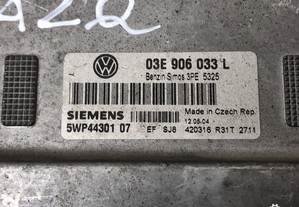 AZQ
03E 906 033 L
Benzin Simos 3PE 5325
SIEMENS
Made in Czech Rep.
12.05.04
5WP44301 07
EF SJ8 420316 R31T 2711